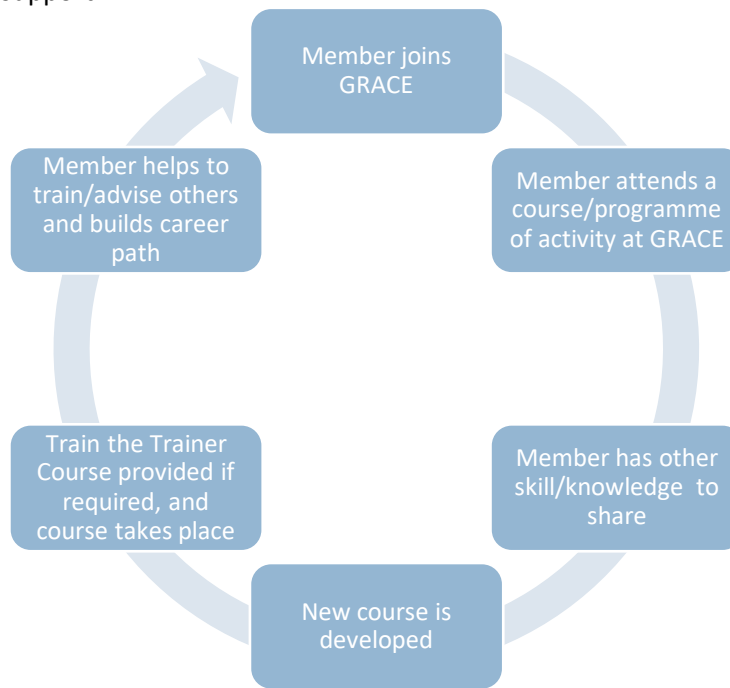 Member joins
GRACE
Member attends a
course/programme
of activity at GRACE
Member has other
skill/knowledge to
share
New course is
developed
Train the Trainer
Course provided if
required, and
course takes place
Member helps to
train/advise others
and builds career
path